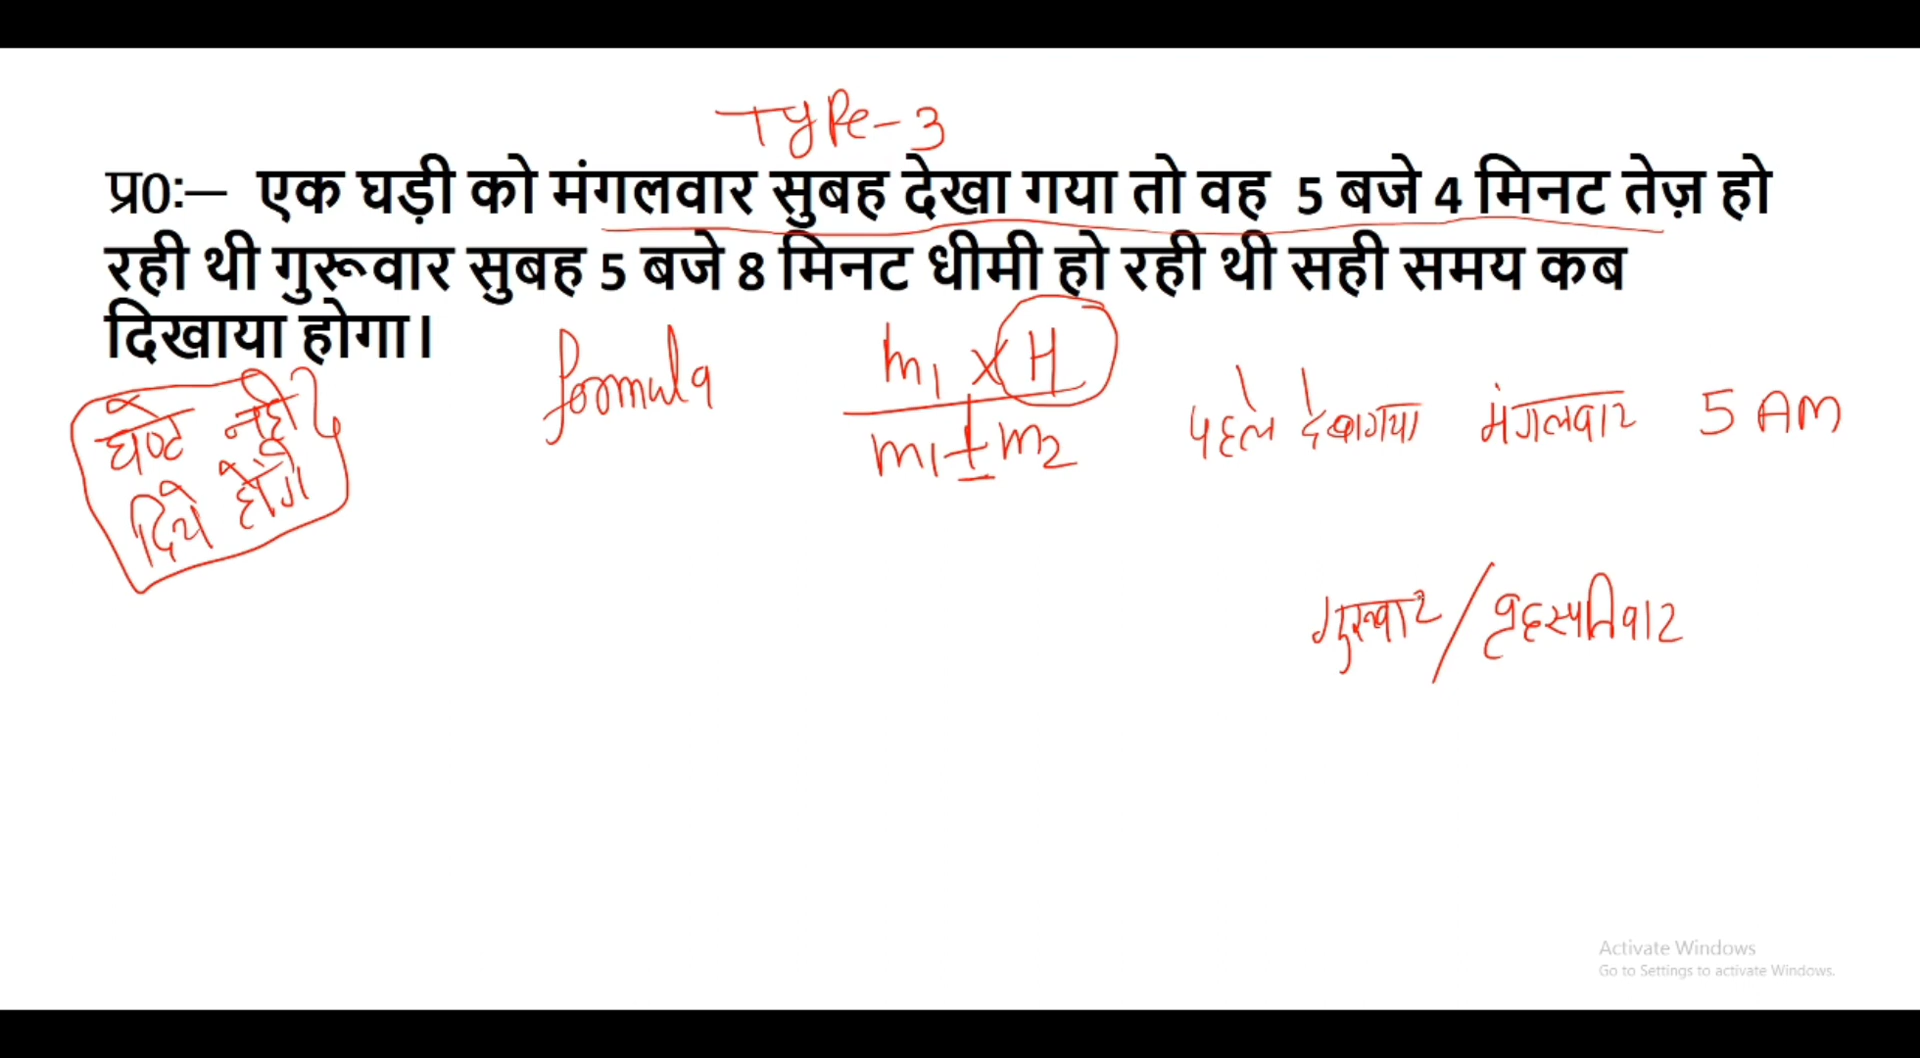 TYPe-3
प्र0:– एक घड़ी को मंगलवार सुबह देखा गया तो वह 5 बजे 4 मिनट तेज़ हो
रही थी गुरूवार सुबह 5 बजे 8 मिनट धीमी हो रही थी सही समय कब
दिखाया होगा।
formula
m1 × H
m1 ± m2
पहले देखा गया मंगलवार 5 AM
घण्टे नही
दिये होंगे
गुरूवार / बृहस्पतिवार
Activate Windows
Go to Settings to activate Windows.